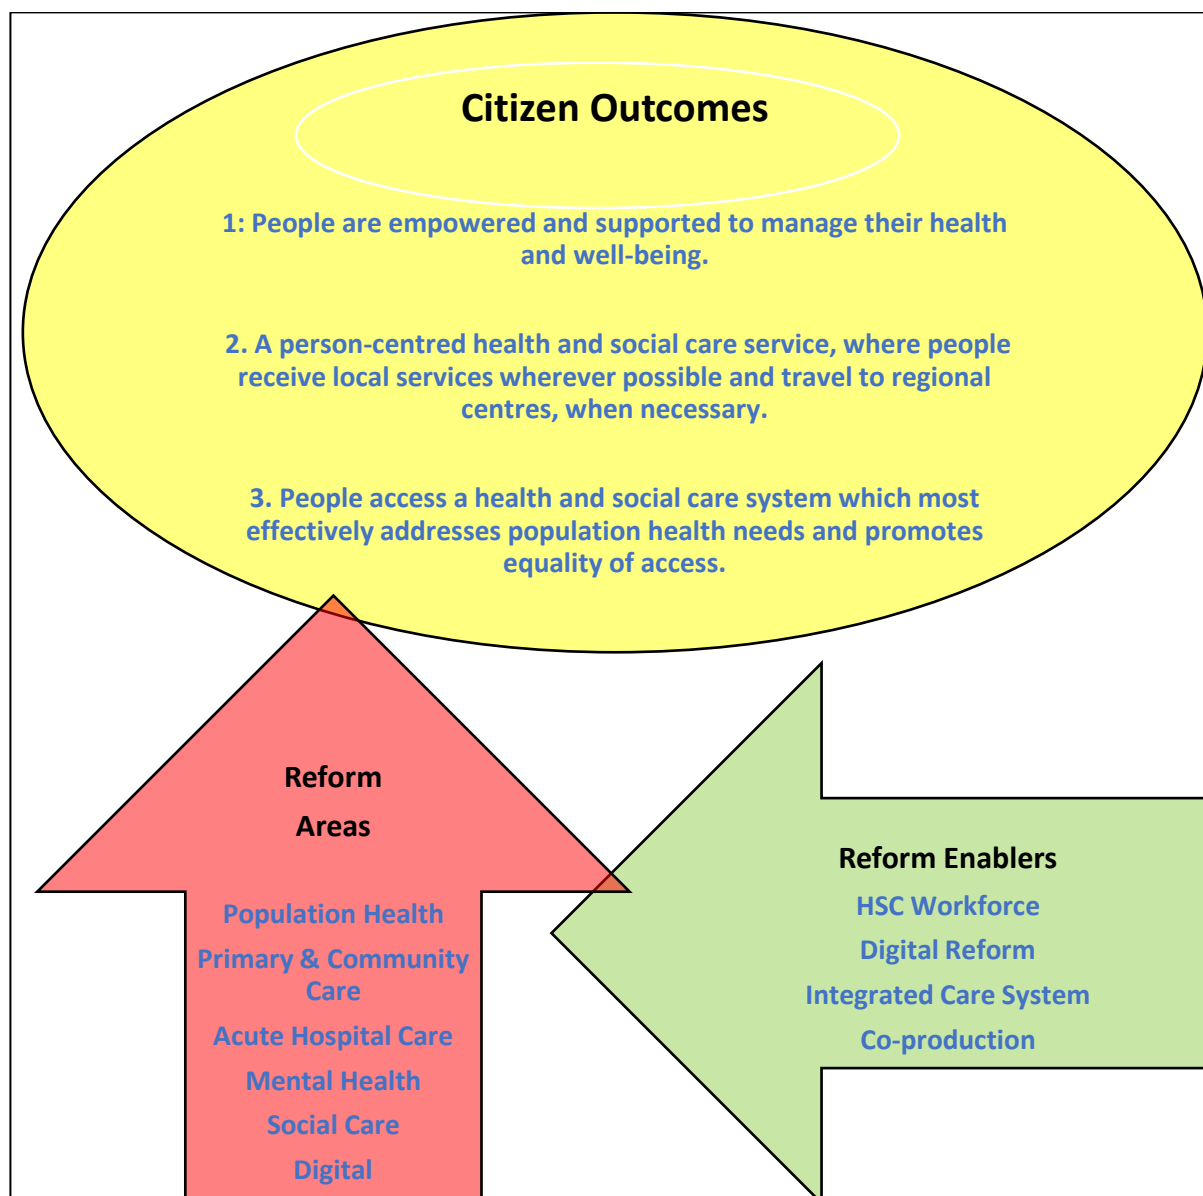 Citizen Outcomes
1: People are empowered and supported to manage their health
and well-being.
2. A person-centred health and social care service, where people
receive local services wherever possible and travel to regional
centres, when necessary.
3. People access a health and social care system which most
effectively addresses population health needs and promotes
equality of access.
Reform
Areas
Population Health
Primary & Community
Care
Acute Hospital Care
Mental Health
Social Care
Digital
Reform Enablers
HSC Workforce
Digital Reform
Integrated Care System
Co-production